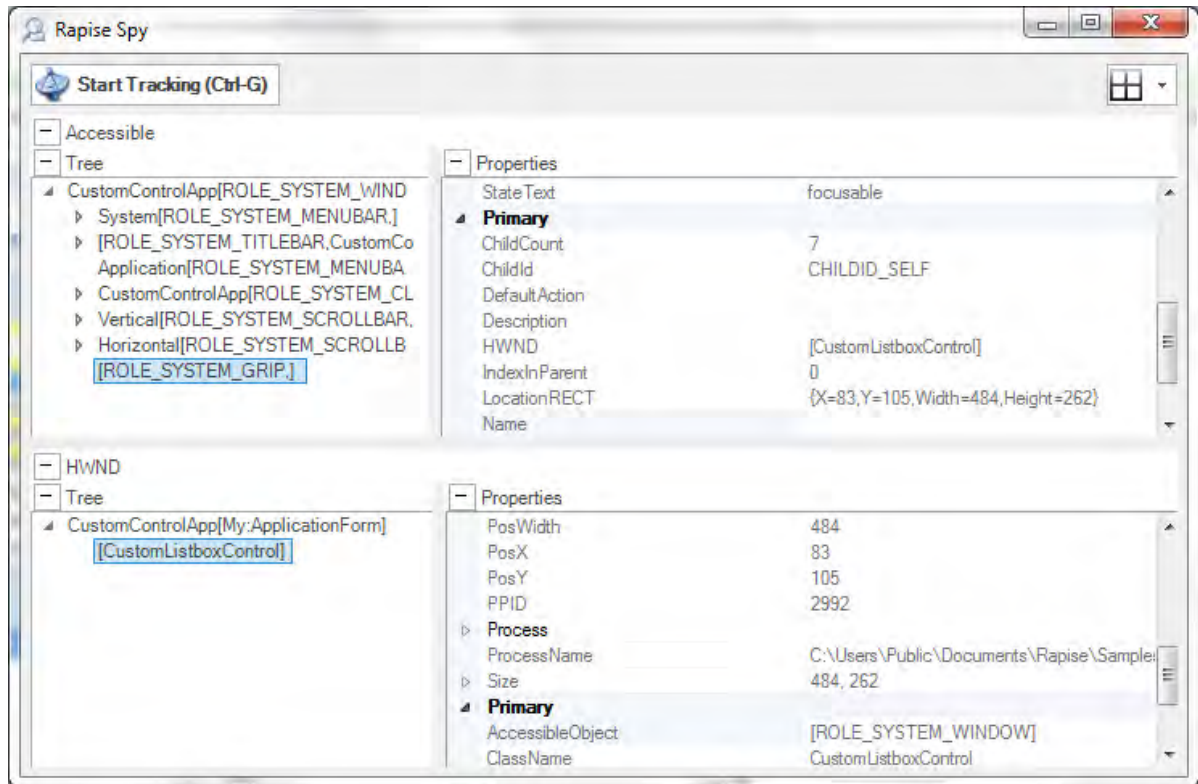 Rapise Spy
Start Tracking (Ctrl-G)
Accessible
Tree
CustomControlApp[ROLE_SYSTEM_WIND
System[ROLE_SYSTEM_MENUBAR,]
[ROLE_SYSTEM_TITLEBAR,CustomCo
Application[ROLE_SYSTEM_MENUBA
CustomControlApp[ROLE_SYSTEM_CL
Vertical[ROLE_SYSTEM_SCROLLBAR,
Horizontal[ROLE_SYSTEM_SCROLLB
[ROLE_SYSTEM_GRIP,]
Properties
StateText focusable
Primary
ChildCount 7
ChildId CHILDID_SELF
DefaultAction
Description
HWND [CustomListboxControl]
IndexInParent 0
LocationRECT {X=83,Y=105,Width=484,Height=262}
Name
HWND
Tree
CustomControlApp[My:ApplicationForm]
[CustomListboxControl]
Properties
PosWidth 484
PosX 83
PosY 105
PPID 2992
Process
ProcessName C:\Users\Public\Documents\Rapise\Samples
Size 484, 262
Primary
AccessibleObject [ROLE_SYSTEM_WINDOW]
ClassName CustomListboxControl